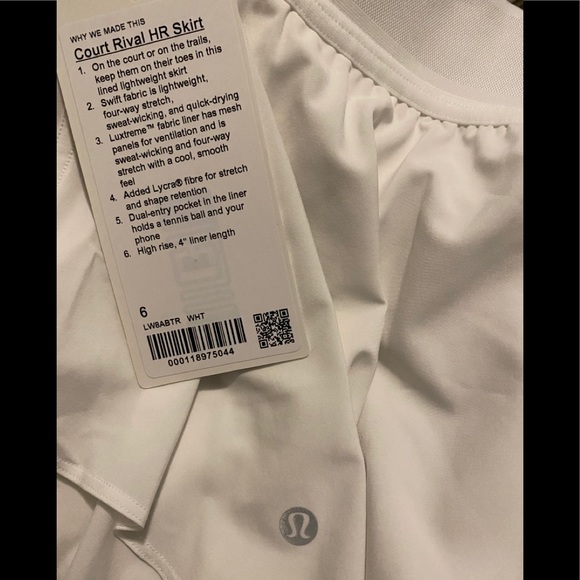 WHY WE MADE THIS
Court Rival HR Skirt
1. On the court or on the trails,
keep them on their toes in this
lined lightweight skirt
2. Swift fabric is lightweight,
four-way stretch,
sweat-wicking, and quick-drying
3. Luxtreme™ fabric liner has mesh
panels for ventilation and is
sweat-wicking and four-way
stretch with a cool, smooth
feel
4. Added Lycra® fibre for stretch
and shape retention
5. Dual-entry pocket in the liner
holds a tennis ball and your
phone
6. High rise, 4" liner length
6
LW8ABTR WHT
000118975044